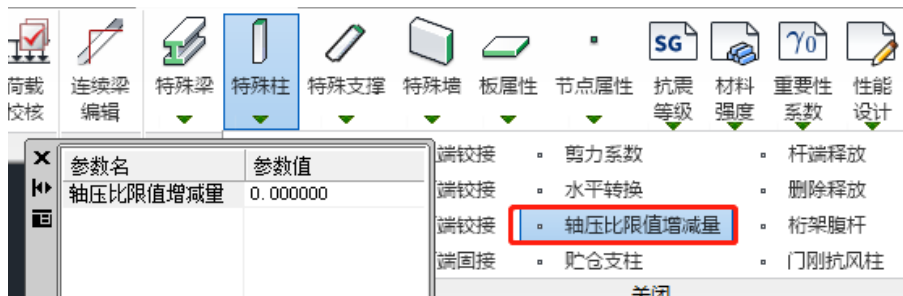 荷载 连续梁 特殊梁 特殊柱 特殊支撑 特殊墙 板属性 节点属性 SG 抗震 材料 γ0 重要性 性能
校核 编辑 等级 强度 系数 设计
参数名 参数值
轴压比限值增减量 0.000000
端铰接 剪力系数 杆端释放
端铰接 水平转换 删除释放
端铰接 轴压比限值增减量 桁架腹杆
端固接 贮仓支柱 门刚抗风柱
关闭